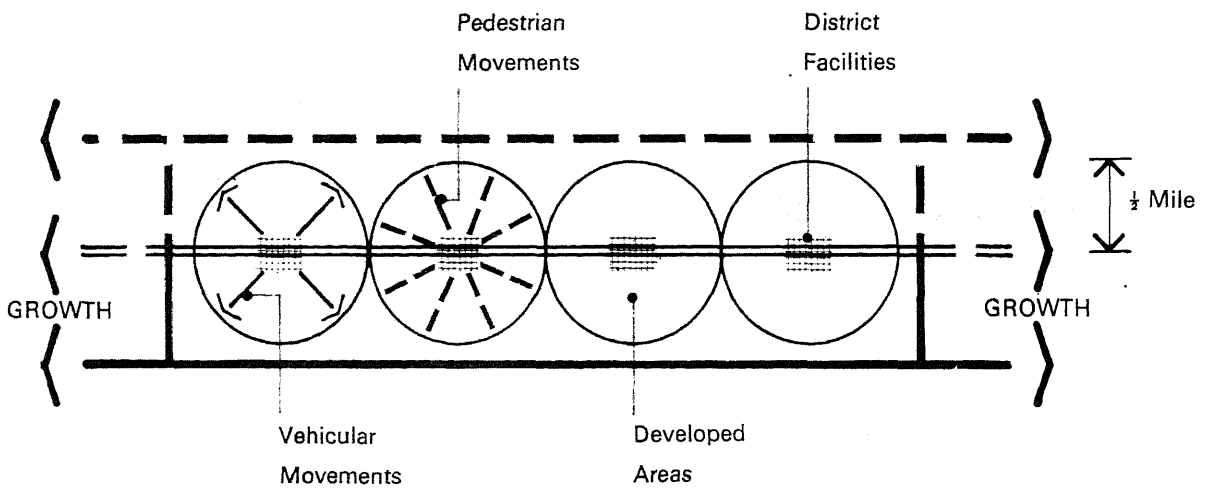 Pedestrian
Movements
District
Facilities
½ Mile
GROWTH
GROWTH
Vehicular
Movements
Developed
Areas